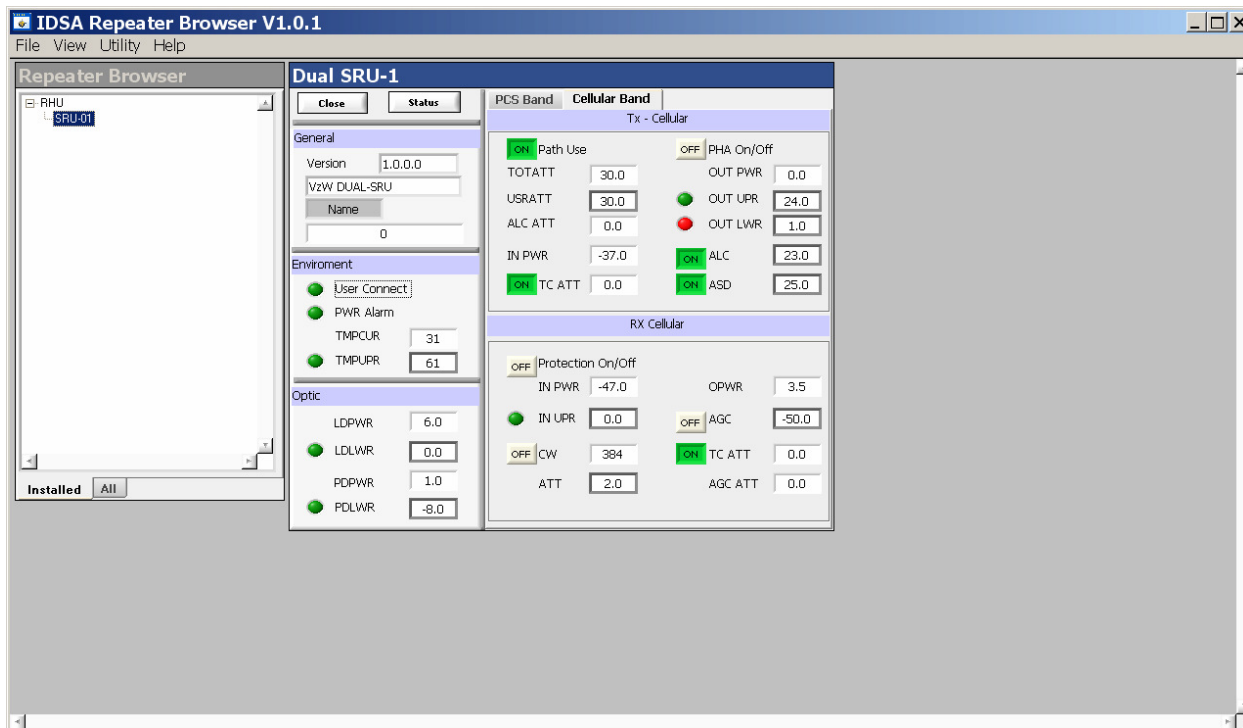 IDSA Repeater Browser V1.0.1
File View Utility Help
Repeater Browser
RHU
SRU-01
Installed All
Dual SRU-1
Close Status
General
Version 1.0.0.0
VzW DUAL-SRU
Name
0
Enviroment
User Connect
PWR Alarm
TMPCUR 31
TMPUPR 61
Optic
LDPWR 6.0
LDLWR 0.0
PDPWR 1.0
PDLWR -8.0
PCS Band Cellular Band
Tx - Cellular
ON Path Use OFF PHA On/Off
TOTATT 30.0 OUT PWR 0.0
USRATT 30.0 OUT UPR 24.0
ALC ATT 0.0 OUT LWR 1.0
IN PWR -37.0 ON ALC 23.0
ON TC ATT 0.0 ON ASD 25.0
RX Cellular
OFF Protection On/Off
IN PWR -47.0 OPWR 3.5
IN UPR 0.0 OFF AGC -50.0
OFF CW 384 ON TC ATT 0.0
ATT 2.0 AGC ATT 0.0